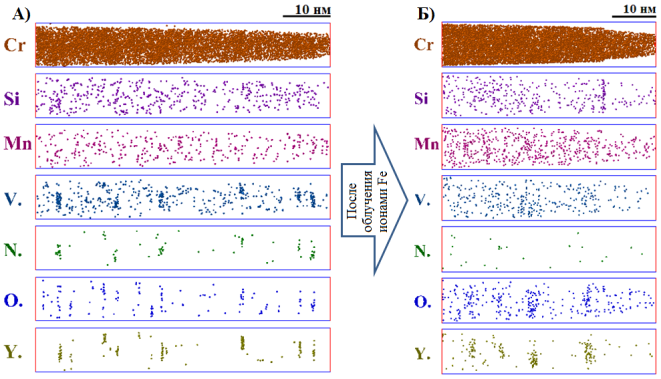 А)
10 нм
Cr
Si
Mn
V.
N.
O.
Y.
После
облучения
ионами Fe
Б)
10 нм
Cr
Si
Mn
V.
N.
O.
Y.